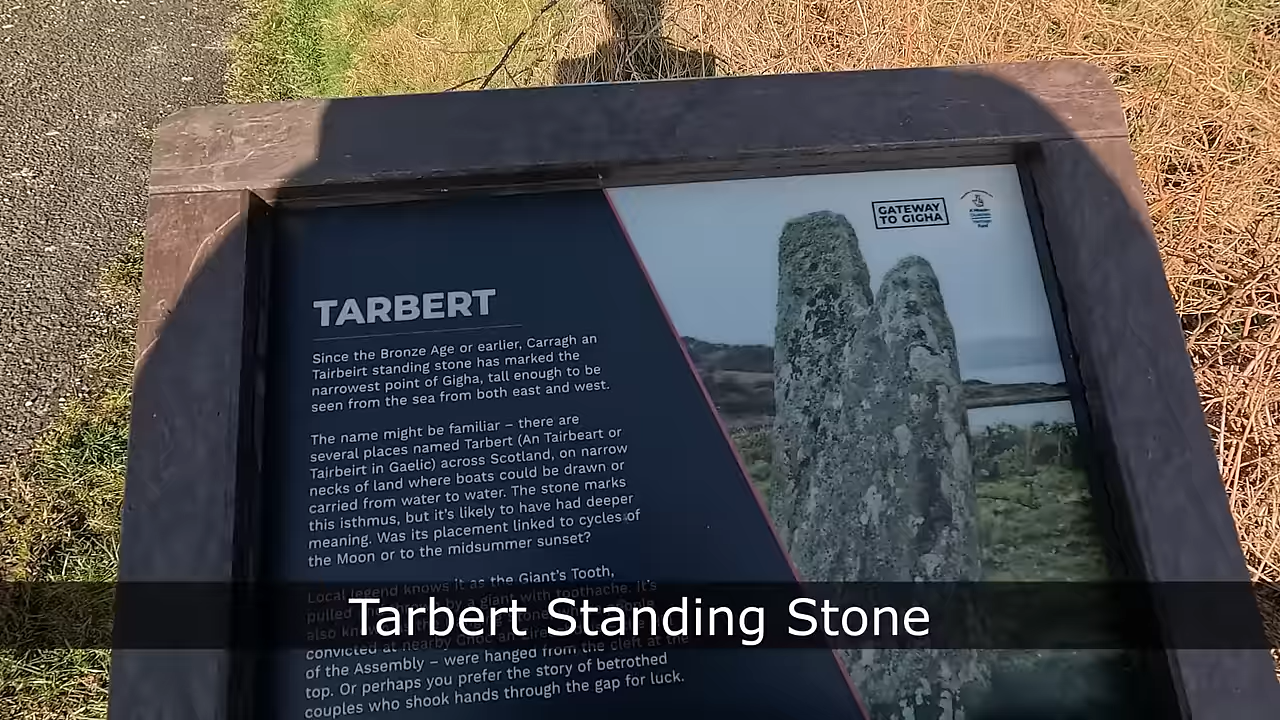 GATEWAY
TO GIGHA
TARBERT
Since the Bronze Age or earlier, Carragh an
Tairbeirt standing stone has marked the
narrowest point of Gigha, tall enough to be
seen from the sea from both east and west.
The name might be familiar – there are
several places named Tarbert (An Tairbeart or
Tairbeirt in Gaelic) across Scotland, on narrow
necks of land where boats could be drawn or
carried from water to water. The stone marks
this isthmus, but it's likely to have had deeper
meaning. Was its placement linked to cycles of
the Moon or to the midsummer sunset?
Local legend knows it as the Giant's Tooth,
pulled by a giant with toothache. It's
also
convicted at nearby Cnoc an
of the Assembly – were hanged from the cleft at the
top. Or perhaps you prefer the story of betrothed
couples who shook hands through the gap for luck.
Tarbert Standing Stone